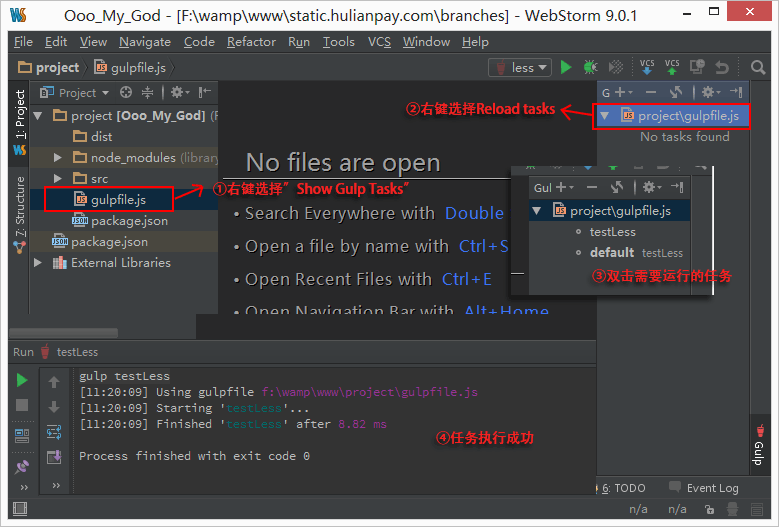 Ooo_My_God - [F:\wamp\www\static.hulianpay.com\branches] - WebStorm 9.0.1
File Edit View Navigate Code Refactor Run Tools VCS Window Help
project gulpfile.js
less
VCS VCS
1: Project
Z: Structure
Project
project [Ooo_My_God] (F
dist
node_modules (library
src
gulpfile.js
package.json
package.json
External Libraries
①右键选择”Show Gulp Tasks”
No files are open
• Search Everywhere with Double
• Open a file by name with Ctrl+S
• Open Recent Files with Ctrl+E
• Open Navigation Bar with Alt+Home
②右键选择Reload tasks
G
project\gulpfile.js
No tasks found
Gul
project\gulpfile.js
testLess
default testLess
③双击需要运行的任务
Run testLess
gulp testLess
[11:20:09] Using gulpfile f:\wamp\www\project\gulpfile.js
[11:20:09] Starting 'testLess'...
[11:20:09] Finished 'testLess' after 8.82 ms
Process finished with exit code 0
④任务执行成功
Gulp
6: TODO Event Log
n/a n/a